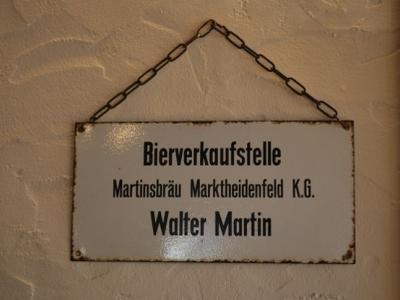 Bierverkaufstelle
Martinsbräu Marktheidenfeld K.G.
Walter Martin